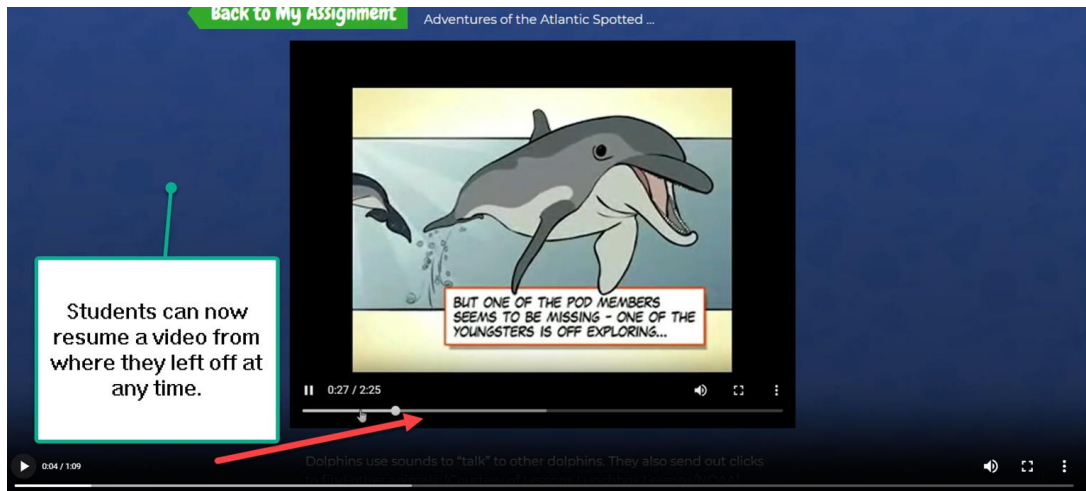 Back to My Assignment
Adventures of the Atlantic Spotted ...
BUT ONE OF THE POD MEMBERS
SEEMS TO BE MISSING - ONE OF THE
YOUNGSTERS IS OFF EXPLORING...
Students can now
resume a video from
where they left off at
any time.
0:27 / 2:25
Dolphins use sounds to "talk" to other dolphins. They also send out clicks
0:04 / 1:09